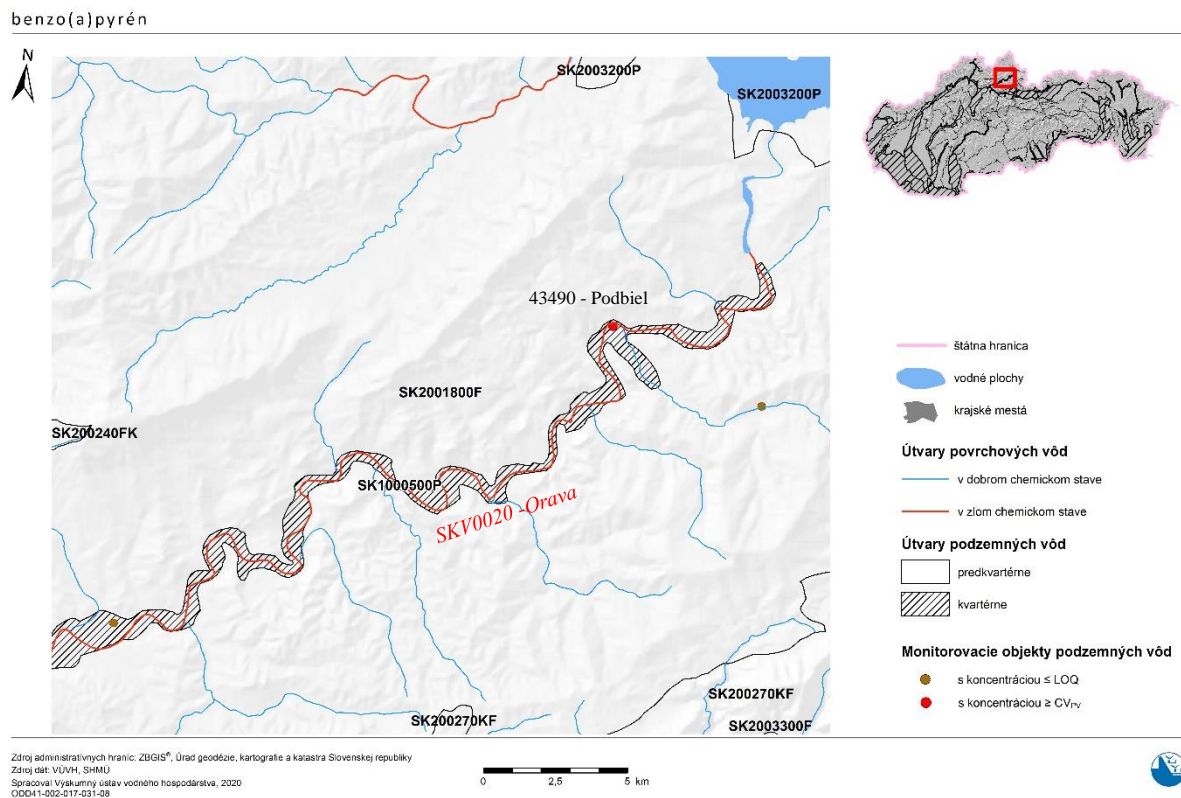 benzo(a)pyrén
N
SK2003200P
SK2003200P
43490 - Podbiel
SK2001800F
SK200240FK
SK1000500P
SKV0020 -Orava
SK200270KF
SK200270KF
SK2003300F
štátna hranica
vodné plochy
krajské mestá
Útvary povrchových vôd
v dobrom chemickom stave
v zlom chemickom stave
Útvary podzemných vôd
predkvartérne
kvartérne
Monitorovacie objekty podzemných vôd
s koncentráciou ≤ LOQ
s koncentráciou ≥ CVPV
Zdroj administratívnych hraníc: ZBGIS®, Úrad geodézie, kartografie a katastra Slovenskej republiky
Zdroj dát: VÚVH, SHMÚ
Spracoval Výskumný ústav vodného hospodárstva, 2020
ODD41-002-017-031-08
0 2,5 5 km